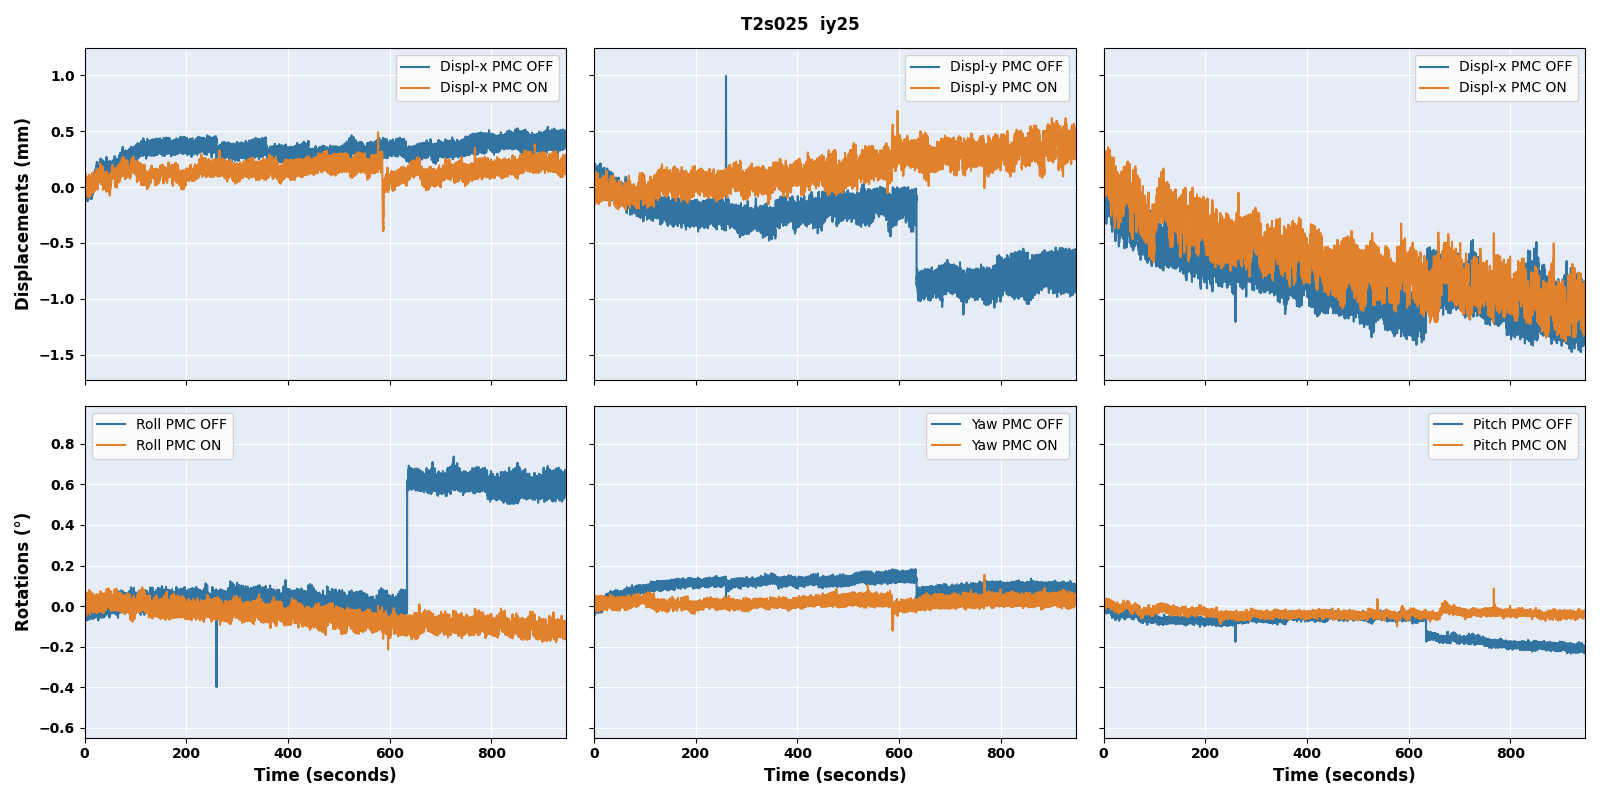 T2s025  iy25
Displ-x PMC OFF
Displ-x PMC ON
Displ-y PMC OFF
Displ-y PMC ON
Displ-x PMC OFF
Displ-x PMC ON
Displacements (mm)
1.0
0.5
0.0
−0.5
−1.0
−1.5
Roll PMC OFF
Roll PMC ON
Yaw PMC OFF
Yaw PMC ON
Pitch PMC OFF
Pitch PMC ON
Rotations (°)
0.8
0.6
0.4
0.2
0.0
−0.2
−0.4
−0.6
0 200 400 600 800
0 200 400 600 800
0 200 400 600 800
Time (seconds)
Time (seconds)
Time (seconds)